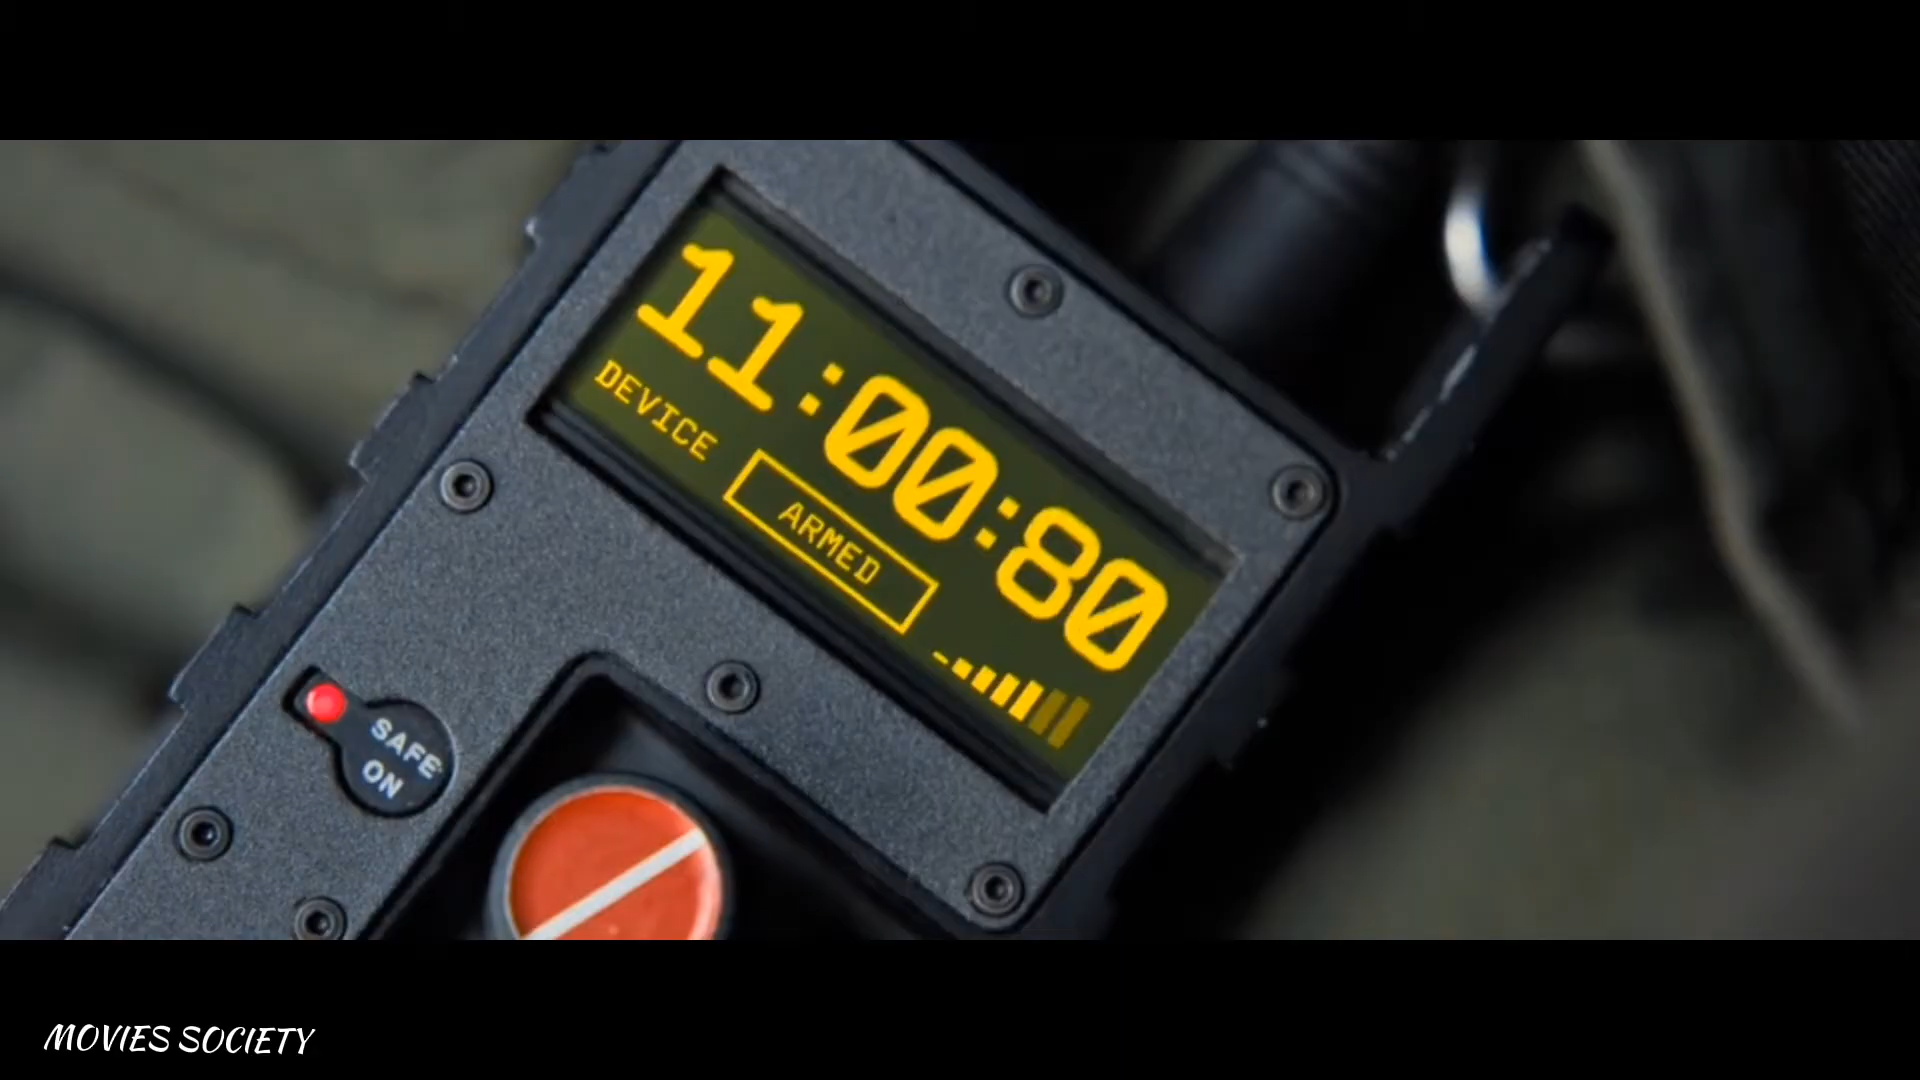 11:00:80
DEVICE
ARMED
SAFE
ON
MOVIES SOCIETY